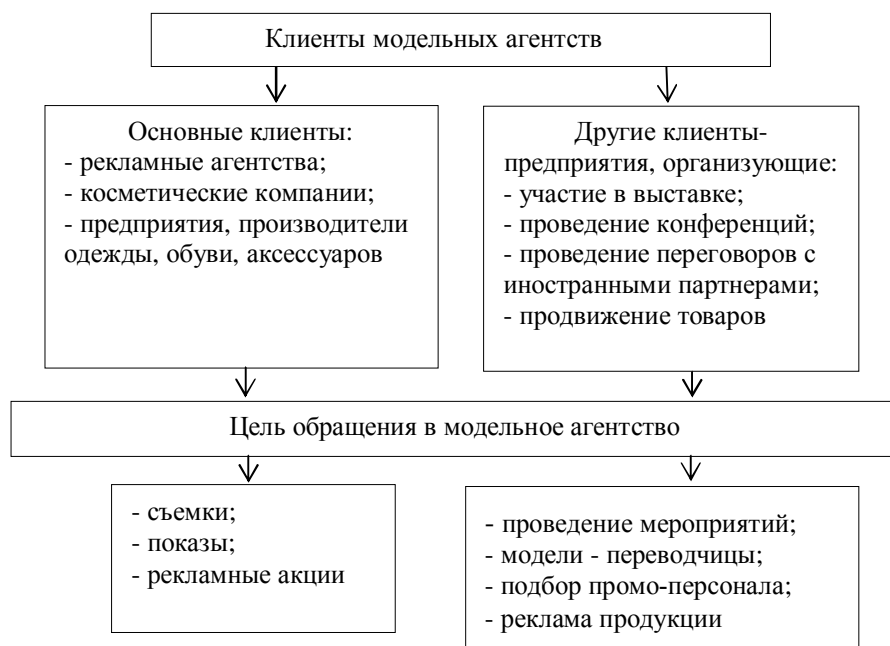 Клиенты модельных агентств
Основные клиенты:
- рекламные агентства;
- косметические компании;
- предприятия, производители
одежды, обуви, аксессуаров
Другие клиенты-
предприятия, организующие:
- участие в выставке;
- проведение конференций;
- проведение переговоров с
иностранными партнерами;
- продвижение товаров
Цель обращения в модельное агентство
- съемки;
- показы;
- рекламные акции
- проведение мероприятий;
- модели - переводчицы;
- подбор промо-персонала;
- реклама продукции